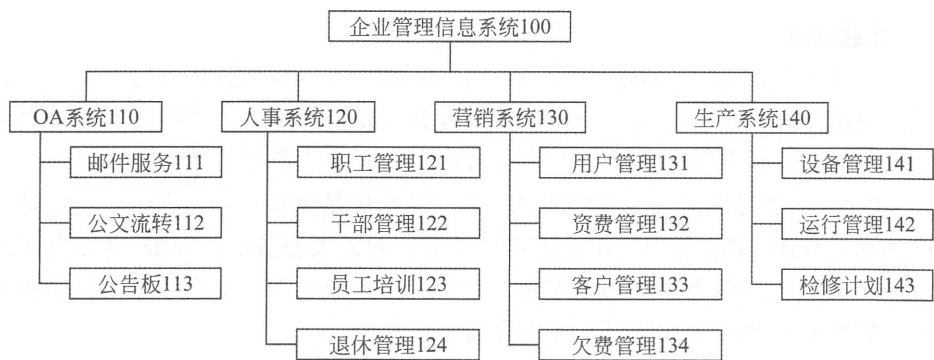 企业管理信息系统100
OA系统110
人事系统120
营销系统130
生产系统140
邮件服务111
职工管理121
用户管理131
设备管理141
公文流转112
干部管理122
资费管理132
运行管理142
公告板113
员工培训123
客户管理133
检修计划143
退休管理124
欠费管理134